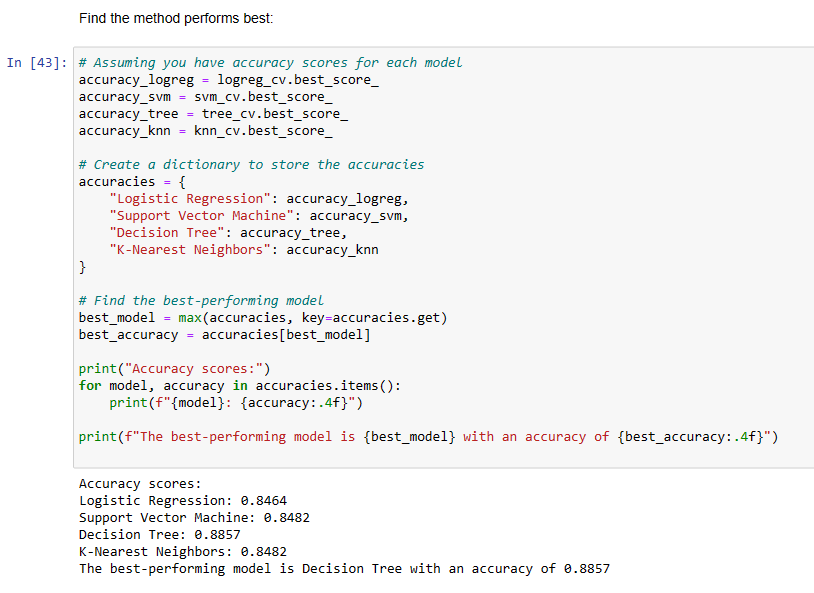 Find the method performs best:
In [43]:
# Assuming you have accuracy scores for each model
accuracy_logreg = logreg_cv.best_score_
accuracy_svm = svm_cv.best_score_
accuracy_tree = tree_cv.best_score_
accuracy_knn = knn_cv.best_score_

# Create a dictionary to store the accuracies
accuracies = {
    "Logistic Regression": accuracy_logreg,
    "Support Vector Machine": accuracy_svm,
    "Decision Tree": accuracy_tree,
    "K-Nearest Neighbors": accuracy_knn
}

# Find the best-performing model
best_model = max(accuracies, key=accuracies.get)
best_accuracy = accuracies[best_model]

print("Accuracy scores:")
for model, accuracy in accuracies.items():
    print(f"{model}: {accuracy:.4f}")

print(f"The best-performing model is {best_model} with an accuracy of {best_accuracy:.4f}")

Accuracy scores:
Logistic Regression: 0.8464
Support Vector Machine: 0.8482
Decision Tree: 0.8857
K-Nearest Neighbors: 0.8482
The best-performing model is Decision Tree with an accuracy of 0.8857